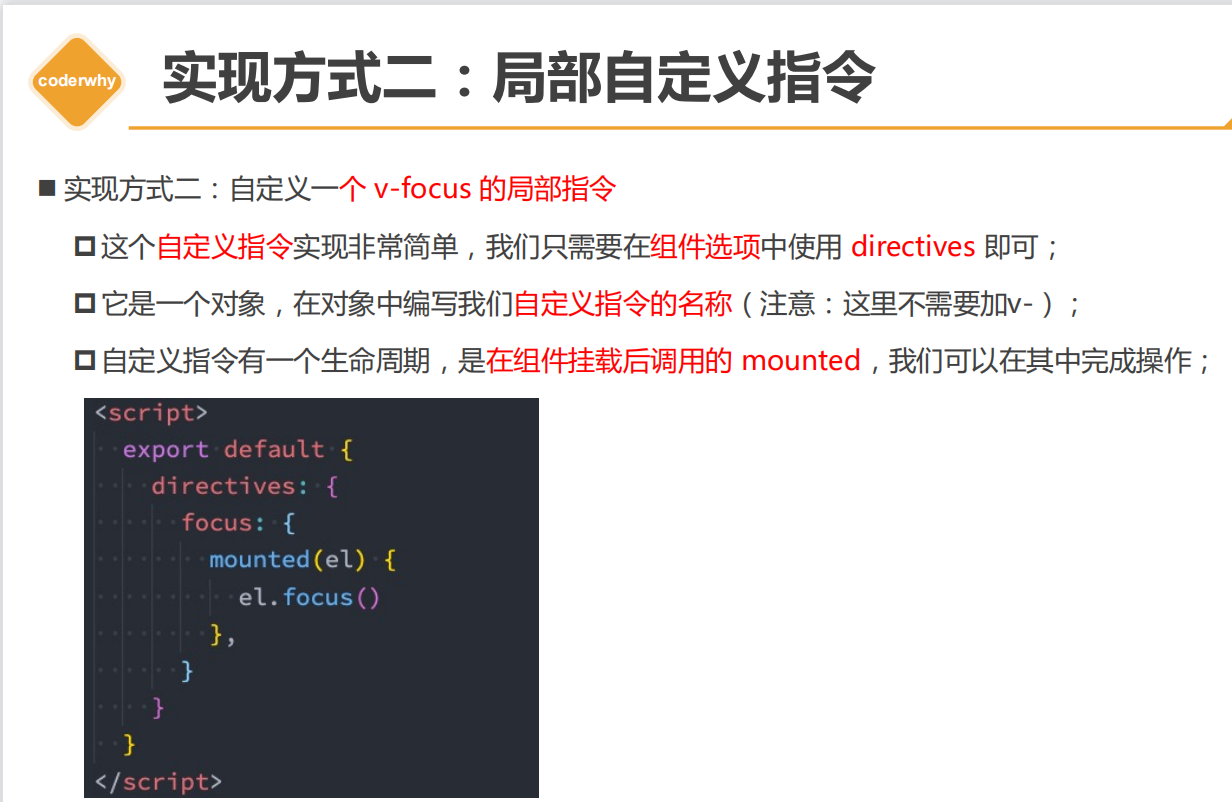 coderwhy
实现方式二：局部自定义指令
实现方式二：自定义一个 v-focus 的局部指令
这个自定义指令实现非常简单，我们只需要在组件选项中使用 directives 即可；
它是一个对象，在对象中编写我们自定义指令的名称（注意：这里不需要加v-）；
自定义指令有一个生命周期，是在组件挂载后调用的 mounted，我们可以在其中完成操作；
<script>
  export default {
    directives: {
      focus: {
        mounted(el) {
          el.focus()
        },
      }
    }
  }
</script>